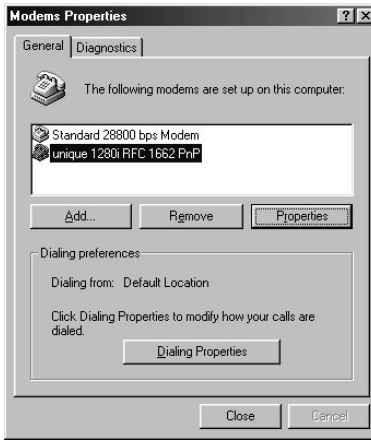 Modems Properties
General Diagnostics
The following modems are set up on this computer:
Standard 28800 bps Modem
unique 1280i RFC 1662 PnP
Add... Remove Properties
Dialing preferences
Dialing from: Default Location
Click Dialing Properties to modify how your calls are
dialed.
Dialing Properties
Close Cancel